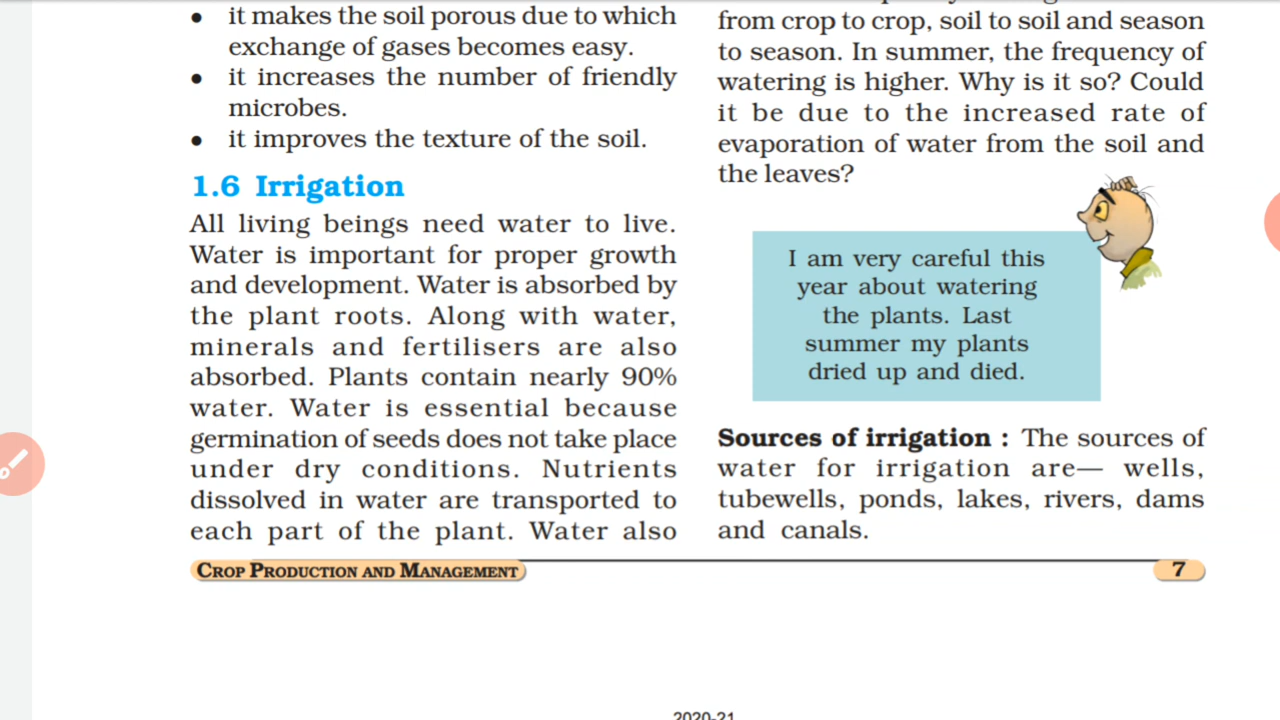 • it makes the soil porous due to which
exchange of gases becomes easy.
• it increases the number of friendly
microbes.
• it improves the texture of the soil.
1.6 Irrigation
All living beings need water to live.
Water is important for proper growth
and development. Water is absorbed by
the plant roots. Along with water,
minerals and fertilisers are also
absorbed. Plants contain nearly 90%
water. Water is essential because
germination of seeds does not take place
under dry conditions. Nutrients
dissolved in water are transported to
each part of the plant. Water also
from crop to crop, soil to soil and season
to season. In summer, the frequency of
watering is higher. Why is it so? Could
it be due to the increased rate of
evaporation of water from the soil and
the leaves?
I am very careful this
year about watering
the plants. Last
summer my plants
dried up and died.
Sources of irrigation : The sources of
water for irrigation are— wells,
tubewells, ponds, lakes, rivers, dams
and canals.
CROP PRODUCTION AND MANAGEMENT
7
2020-21